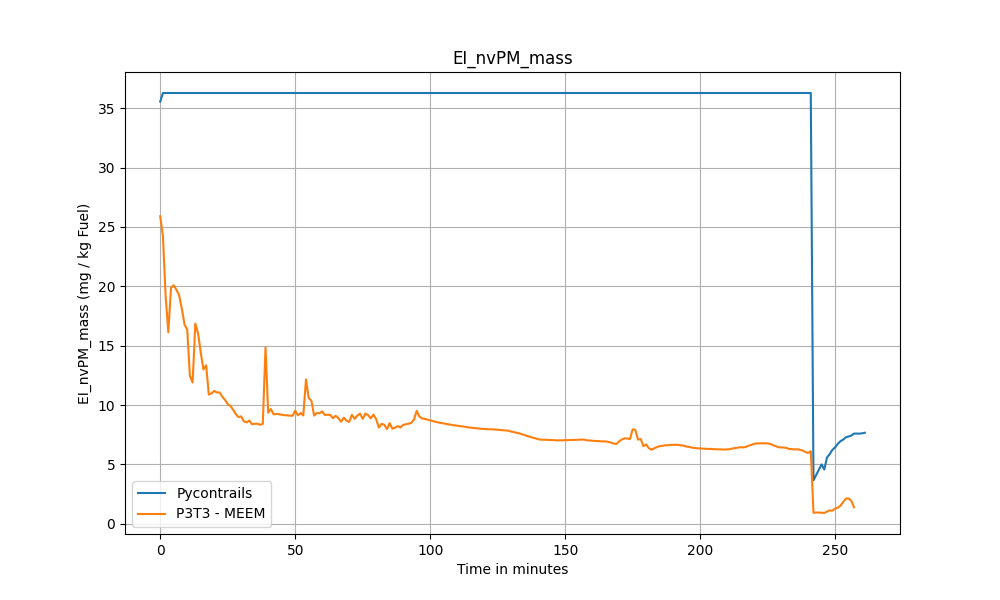 EI_nvPM_mass
EI_nvPM_mass (mg / kg Fuel)
35
30
25
20
15
10
5
0
Pycontrails
P3T3 - MEEM
0 50 100 150 200 250
Time in minutes